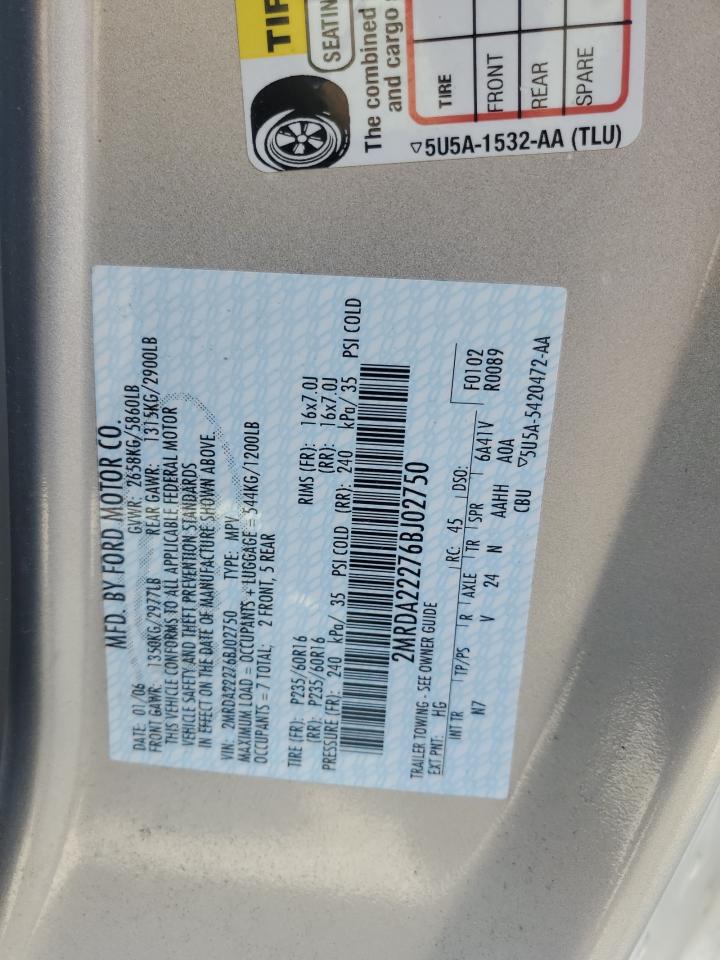 TIR
SEATIN
The combined
and cargo
TIRE
FRONT
REAR
SPARE
▽5U5A-1532-AA (TLU)
MFD. BY FORD MOTOR CO.
DATE: 07/06 GVWR: 2658KG/5860LB
FRONT GAWR: 1350KG/2977LB REAR GAWR: 1315KG/2900LB
THIS VEHICLE CONFORMS TO ALL APPLICABLE FEDERAL MOTOR
VEHICLE SAFETY AND THEFT PREVENTION STANDARDS
IN EFFECT ON THE DATE OF MANUFACTURE SHOWN ABOVE.
VIN: 2MRDA22276BJ02750 TYPE: MPV
MAXIMUM LOAD = OCCUPANTS + LUGGAGE = 544KG/1200LB
OCCUPANTS = 7 TOTAL: 2 FRONT, 5 REAR
TIRE (FR): P235/60R16 RIMS (FR): 16x7.0J
(RR): P235/60R16 (RR): 16x7.0J
PRESSURE (FR): 240 kPa/ 35 PSI COLD (RR): 240 kPa/ 35 PSI COLD
2MRDA22276BJ02750
TRAILER TOWING - SEE OWNER GUIDE
EXT PNT: HG RC: 45 DSO: F0102
INT TR TP/PS R AXLE TR SPR 6A41V R0089
N7 V 24 N AAHH A0A
CBU ▽5U5A-5420472-AA